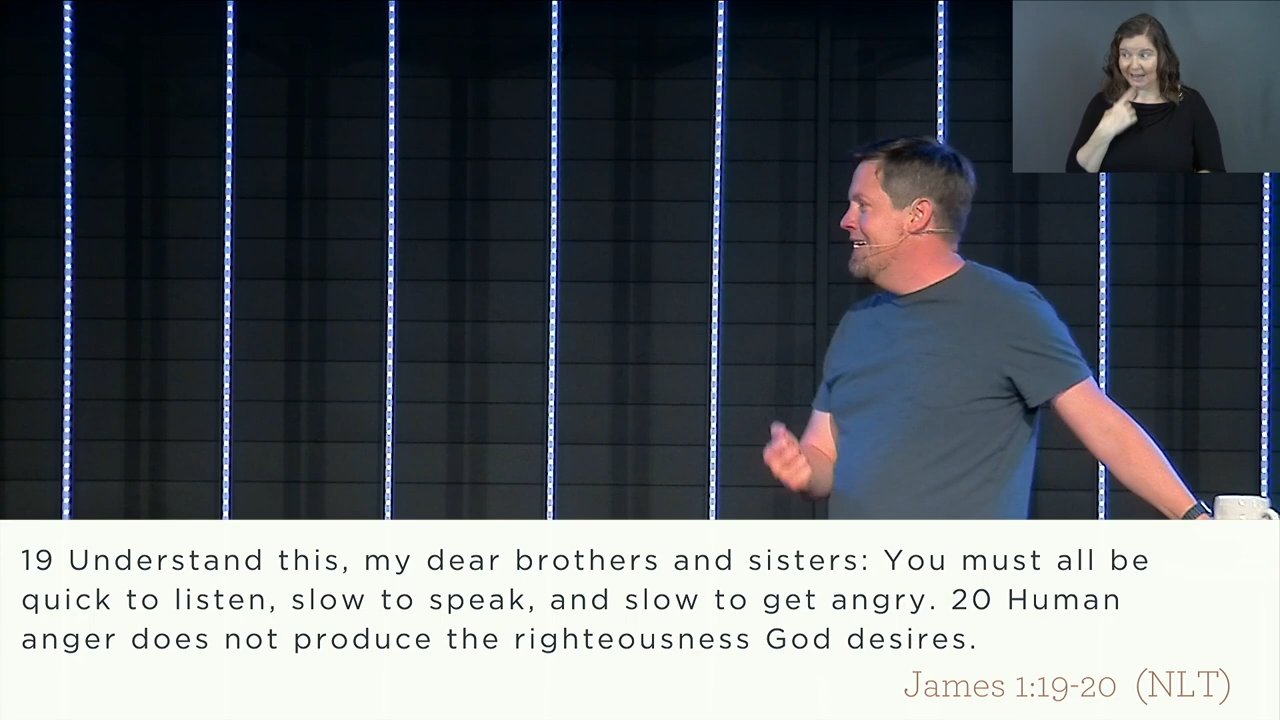 19 Understand this, my dear brothers and sisters: You must all be
quick to listen, slow to speak, and slow to get angry. 20 Human
anger does not produce the righteousness God desires.
James 1:19-20 (NLT)